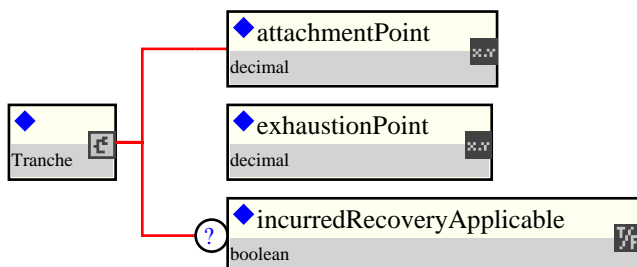 attachmentPoint
x.Y
decimal
Tranche
exhaustionPoint
x.Y
decimal
?
incurredRecoveryApplicable
T/F
boolean